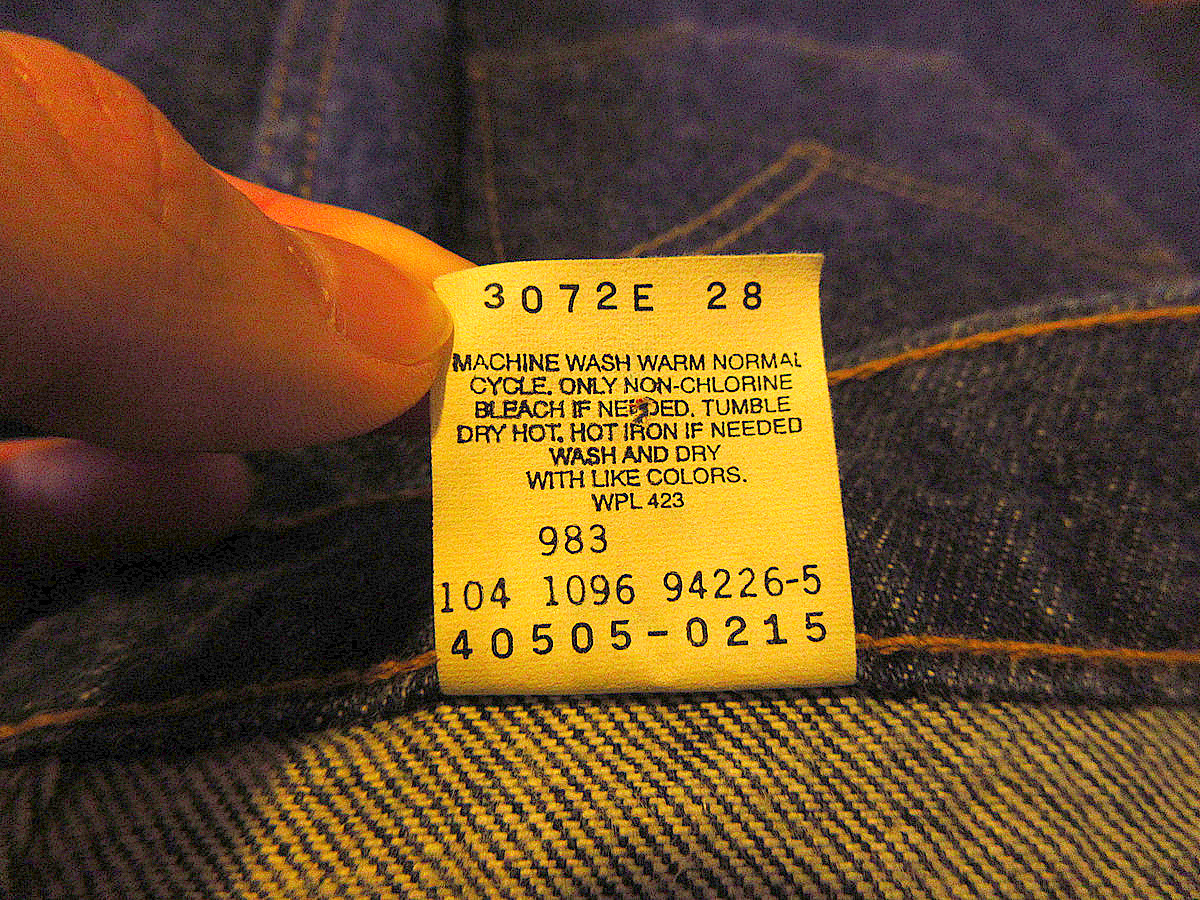 3072E 28
MACHINE WASH WARM NORMAL
CYCLE. ONLY NON-CHLORINE
BLEACH IF NEEDED. TUMBLE
DRY HOT. HOT IRON IF NEEDED
WASH AND DRY
WITH LIKE COLORS.
WPL 423
983
104 1096 94226-5
40505-0215